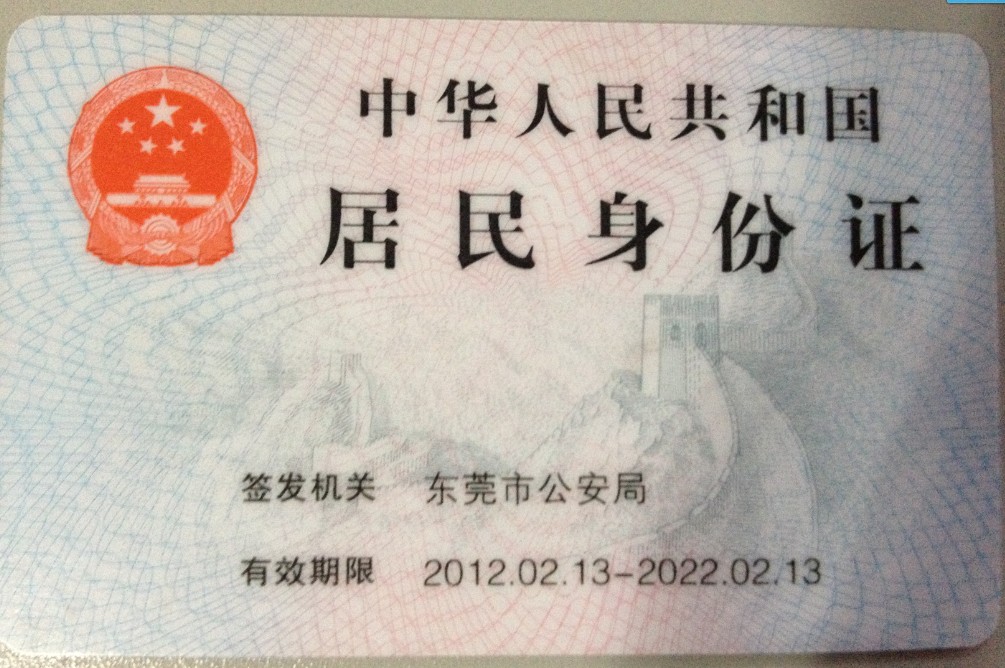 中华人民共和国
居民身份证
签发机关 东莞市公安局
有效期限 2012.02.13-2022.02.13